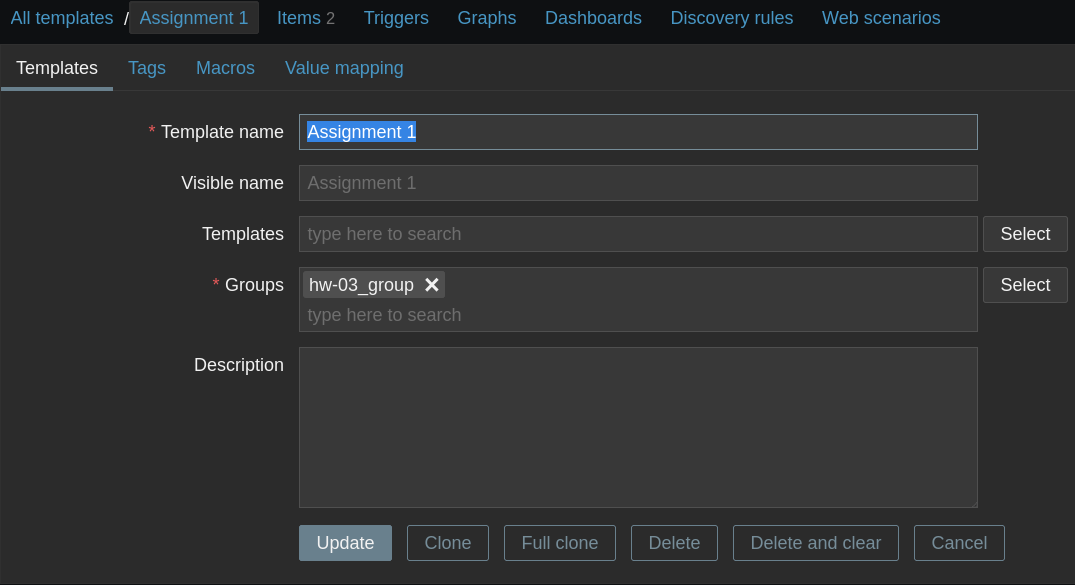 All templates / Assignment 1 Items 2 Triggers Graphs Dashboards Discovery rules Web scenarios
Templates Tags Macros Value mapping
* Template name Assignment 1
Visible name Assignment 1
Templates type here to search Select
* Groups hw-03_group ✕ Select
type here to search
Description
Update Clone Full clone Delete Delete and clear Cancel